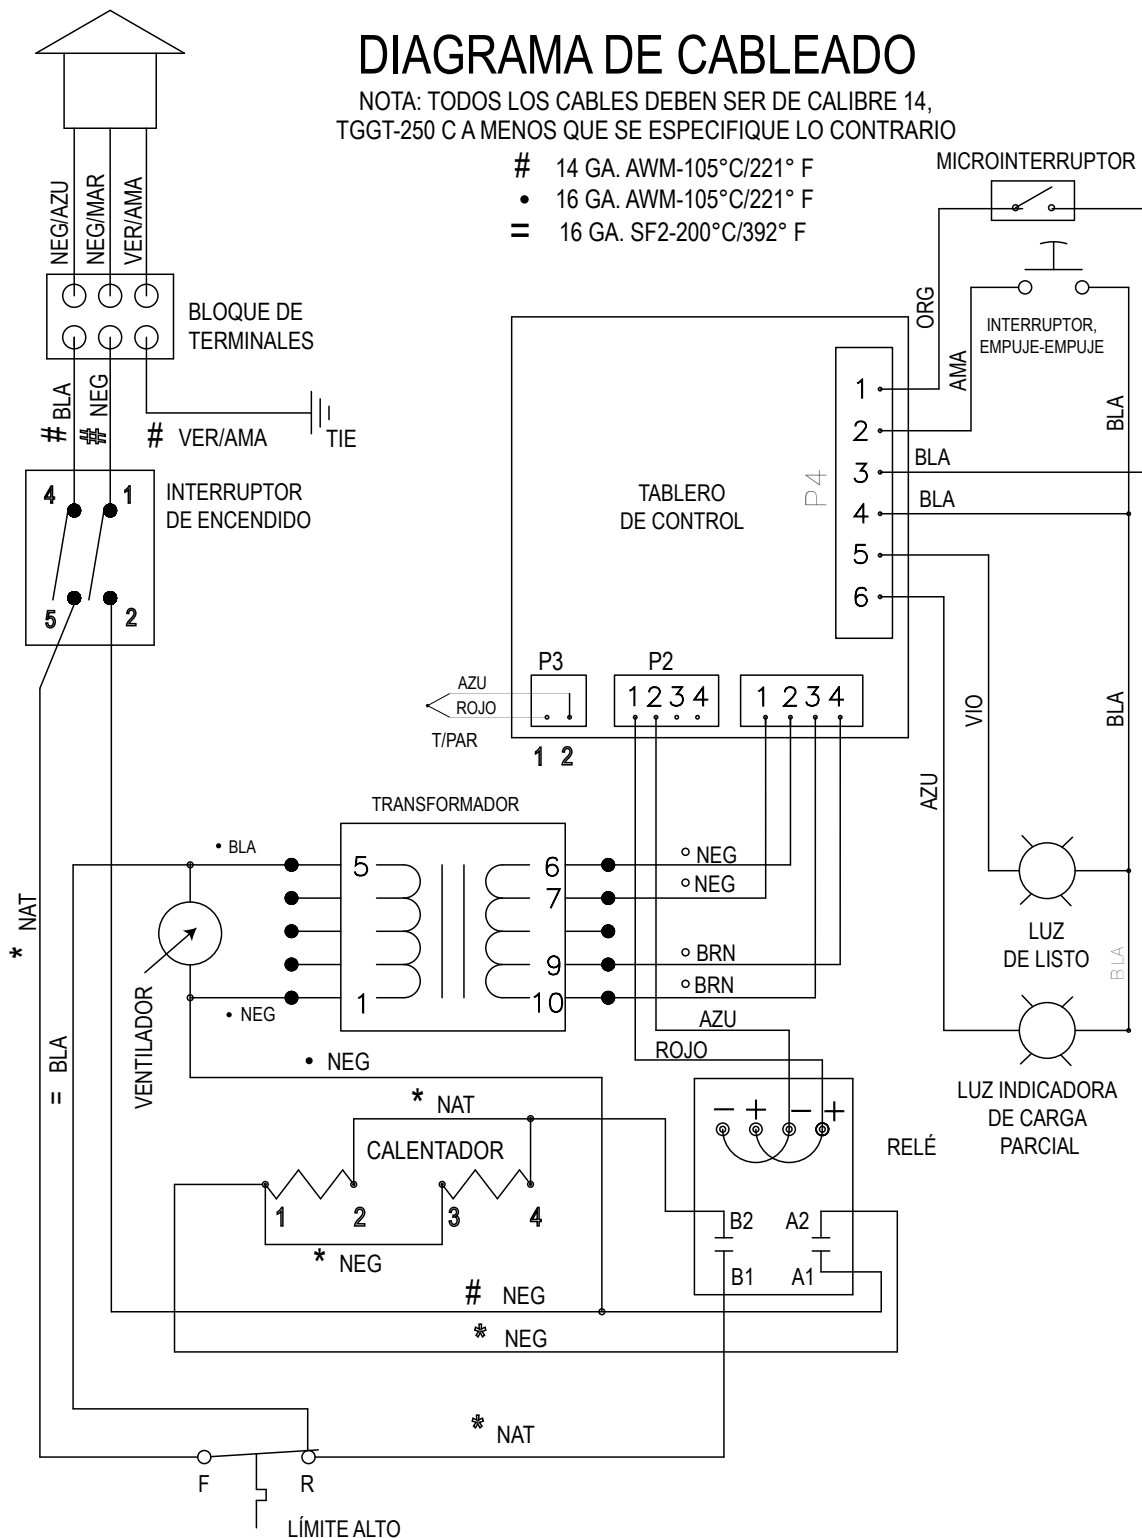 DIAGRAMA DE CABLEADO
NOTA: TODOS LOS CABLES DEBEN SER DE CALIBRE 14,
TGGT-250 C A MENOS QUE SE ESPECIFIQUE LO CONTRARIO
# 14 GA. AWM-105°C/221° F
• 16 GA. AWM-105°C/221° F
= 16 GA. SF2-200°C/392° F
MICROINTERRUPTOR
NEG/AZU
NEG/MAR
VER/AMA
BLOQUE DE
TERMINALES
ORG
AMA
INTERRUPTOR,
EMPUJE-EMPUJE
BLA
# BLA
# NEG
# VER/AMA
TIE
4 1
5 2
INTERRUPTOR
DE ENCENDIDO
TABLERO
DE CONTROL
P4
1
2
3
4
5
6
BLA
BLA
VIO
AZU
BLA
P3
AZU
ROJO
T/PAR
1 2
P2
1 2 3 4
1 2 3 4
TRANSFORMADOR
• BLA
5
1
6
7
9
10
° NEG
° NEG
° BRN
° BRN
* NAT
VENTILADOR
• NEG
= BLA
• NEG
AZU
ROJO
LUZ
DE LISTO
BLA
LUZ INDICADORA
DE CARGA
PARCIAL
* NAT
CALENTADOR
1 2 3 4
* NEG
− + − +
RELÉ
B2 A2
B1 A1
# NEG
* NEG
* NAT
F R
LÍMITE ALTO